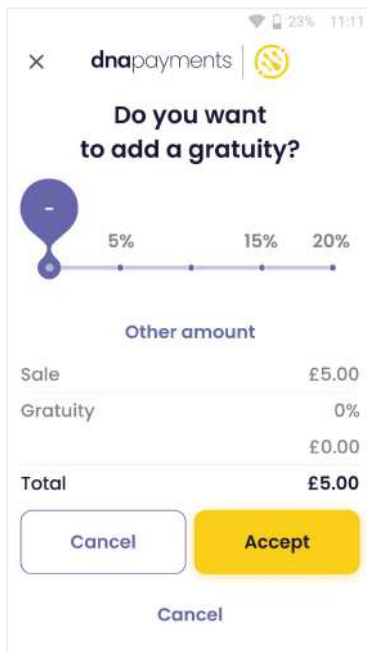 23% 11:11
× dnapayments
Do you want
to add a gratuity?
-
5% 15% 20%
Other amount
Sale £5.00
Gratuity 0%
£0.00
Total £5.00
Cancel Accept
Cancel